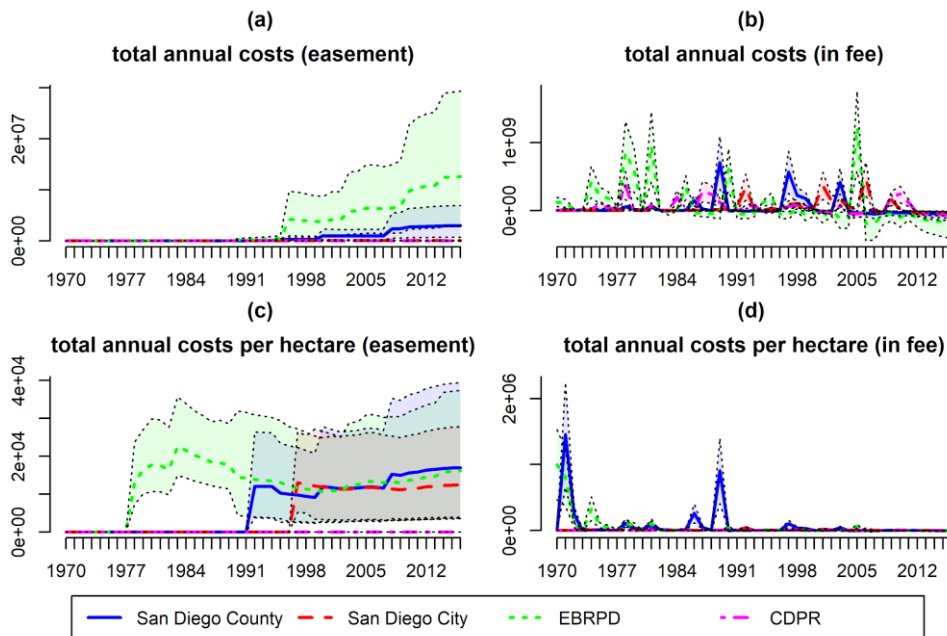 (a)
total annual costs (easement)
0e+00 2e+07
1970 1977 1984 1991 1998 2005 2012
(b)
total annual costs (in fee)
0e+00 1e+09
1970 1977 1984 1991 1998 2005 2012
(c)
total annual costs per hectare (easement)
0e+00 2e+04 4e+04
1970 1977 1984 1991 1998 2005 2012
(d)
total annual costs per hectare (in fee)
0e+00 2e+06
1970 1977 1984 1991 1998 2005 2012
San Diego County San Diego City EBRPD CDPR